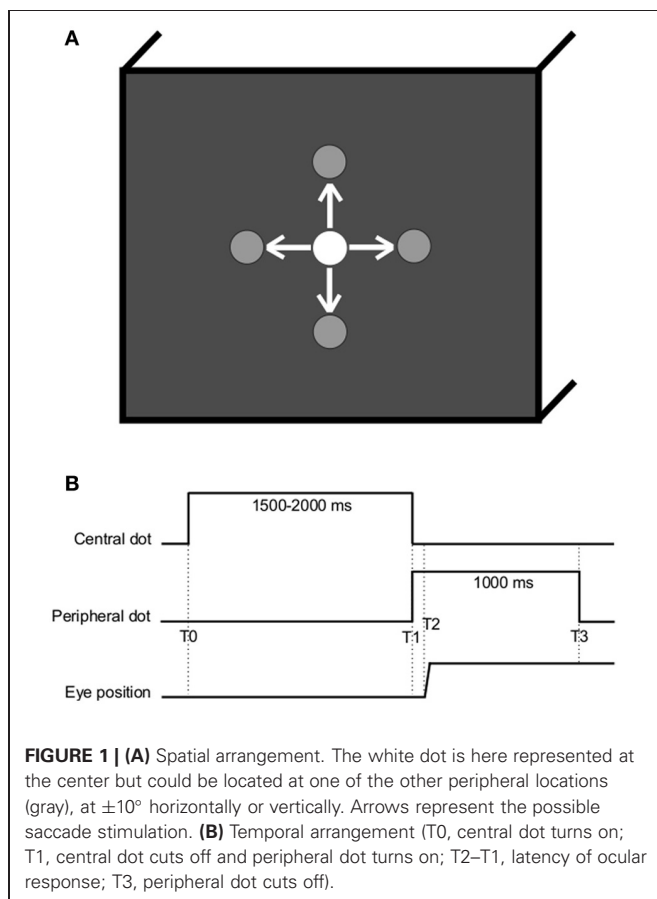 A
B
1500-2000 ms
Central dot
1000 ms
Peripheral dot
T0
T1
T2
T3
Eye position
FIGURE 1 | (A) Spatial arrangement. The white dot is here represented at
the center but could be located at one of the other peripheral locations
(gray), at ±10° horizontally or vertically. Arrows represent the possible
saccade stimulation. (B) Temporal arrangement (T0, central dot turns on;
T1, central dot cuts off and peripheral dot turns on; T2–T1, latency of ocular
response; T3, peripheral dot cuts off).